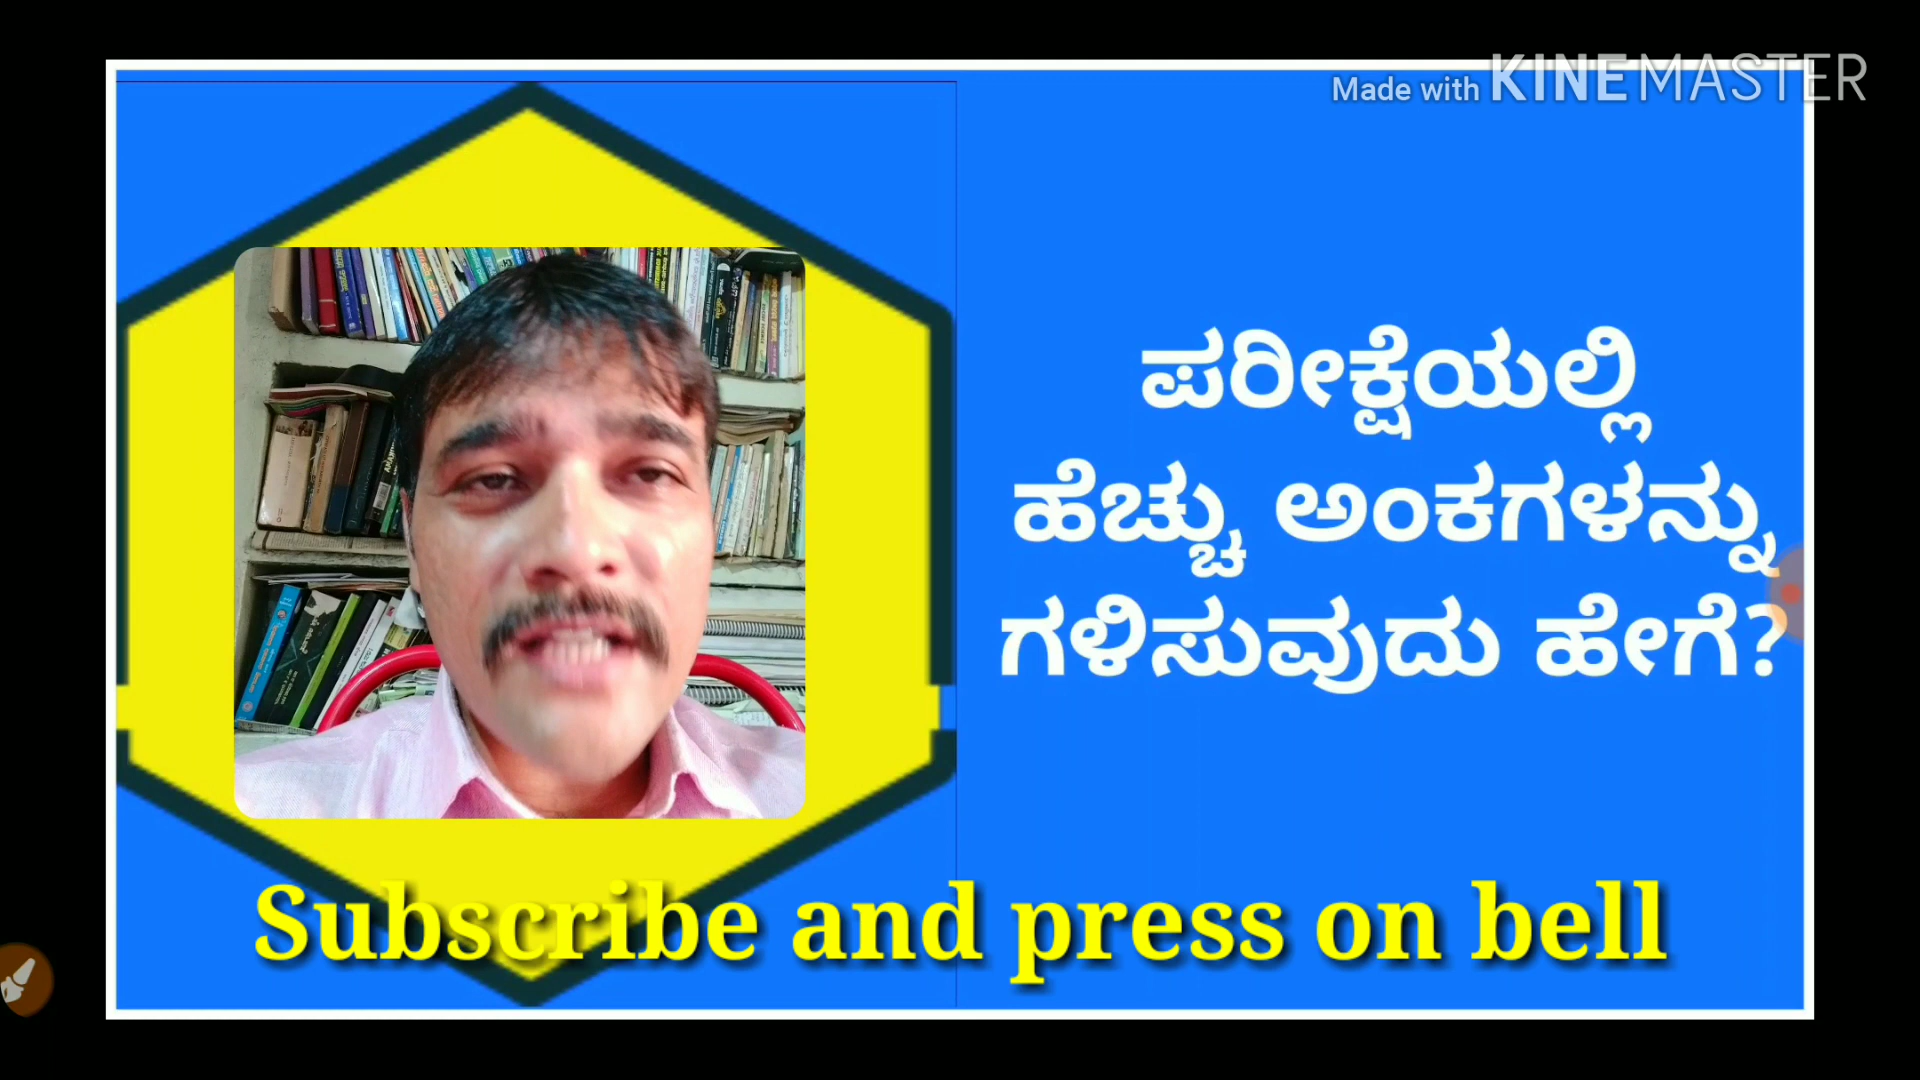 Made with KINEMASTER
ಪರೀಕ್ಷೆಯಲ್ಲಿ
ಹೆಚ್ಚು ಅಂಕಗಳನ್ನು
ಗಳಿಸುವುದು ಹೇಗೆ?
Subscribe and press on bell